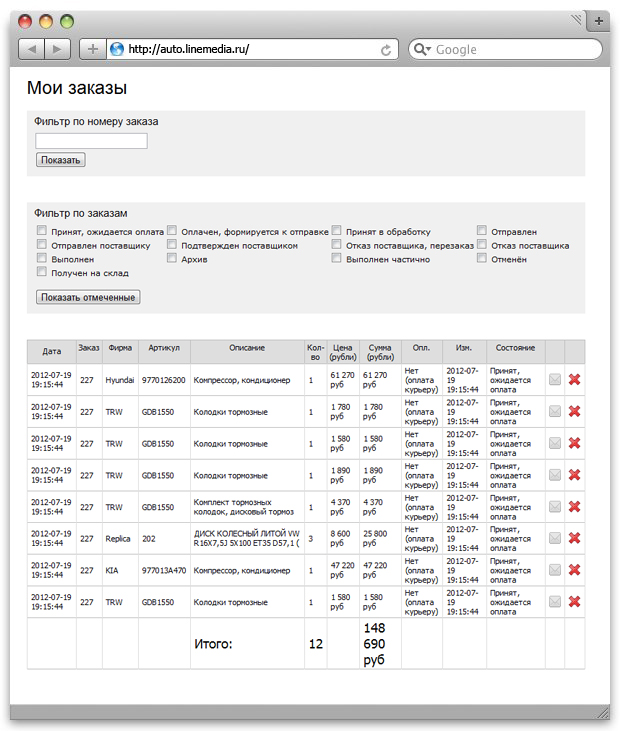 http://auto.linemedia.ru/
Google
Мои заказы
Фильтр по номеру заказа
Показать
Фильтр по заказам
Принят, ожидается оплата Оплачен, формируется к отправке Принят в обработку Отправлен
Отправлен поставщику Подтвержден поставщиком Отказ поставщика, перезаказ Отказ поставщика
Выполнен Архив Выполнен частично Отменён
Получен на склад
Показать отмеченные
Дата Заказ Фирма Артикул Описание Кол-во Цена (рубли) Сумма (рубли) Опл. Изм. Состояние
2012-07-19 19:15:44 227 Hyundai 9770126200 Компрессор, кондиционер 1 61 270 руб 61 270 руб Нет (оплата курьеру) 2012-07-19 19:15:44 Принят, ожидается оплата
2012-07-19 19:15:44 227 TRW GDB1550 Колодки тормозные 1 1 780 руб 1 780 руб Нет (оплата курьеру) 2012-07-19 19:15:44 Принят, ожидается оплата
2012-07-19 19:15:44 227 TRW GDB1550 Колодки тормозные 1 1 580 руб 1 580 руб Нет (оплата курьеру) 2012-07-19 19:15:44 Принят, ожидается оплата
2012-07-19 19:15:44 227 TRW GDB1550 Колодки тормозные 1 1 890 руб 1 890 руб Нет (оплата курьеру) 2012-07-19 19:15:44 Принят, ожидается оплата
2012-07-19 19:15:44 227 TRW GDB1550 Комплект тормозных колодок, дисковый тормоз 1 4 370 руб 4 370 руб Нет (оплата курьеру) 2012-07-19 19:15:44 Принят, ожидается оплата
2012-07-19 19:15:44 227 Replica 202 ДИСК КОЛЕСНЫЙ ЛИТОЙ VW R16X7,5J 5X100 ET35 D57,1 ( 3 8 600 руб 25 800 руб Нет (оплата курьеру) 2012-07-19 19:15:44 Принят, ожидается оплата
2012-07-19 19:15:44 227 KIA 977013A470 Компрессор, кондиционер 1 47 220 руб 47 220 руб Нет (оплата курьеру) 2012-07-19 19:15:44 Принят, ожидается оплата
2012-07-19 19:15:44 227 TRW GDB1550 Колодки тормозные 1 1 580 руб 1 580 руб Нет (оплата курьеру) 2012-07-19 19:15:44 Принят, ожидается оплата
Итого: 12 148 690 руб